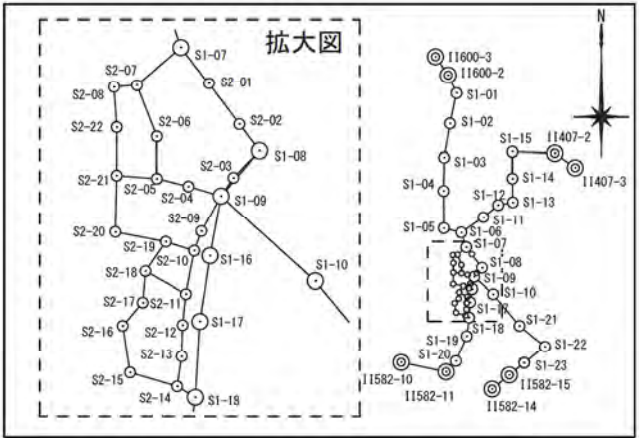 拡大図
S1-07
S2-07
S2-01
S2-08
S2-02
S2-22
S2-06
S1-08
S2-03
S2-21
S2-05
S2-04
S1-09
S2-09
S2-20
S2-19
S2-10
S1-16
S2-18
S1-10
S2-11
S2-17
S2-16
S2-12
S1-17
S2-13
S2-15
S2-14
S1-18
N
II600-3
II600-2
S1-01
S1-02
S1-15
II407-2
S1-03
II407-3
S1-14
S1-04
S1-12
S1-13
S1-11
S1-05
S1-06
S1-07
S1-08
S1-09
S1-10
S1-17
S1-18
S1-21
S1-19
S1-22
S1-20
S1-23
II582-10
II582-15
II582-11
II582-14